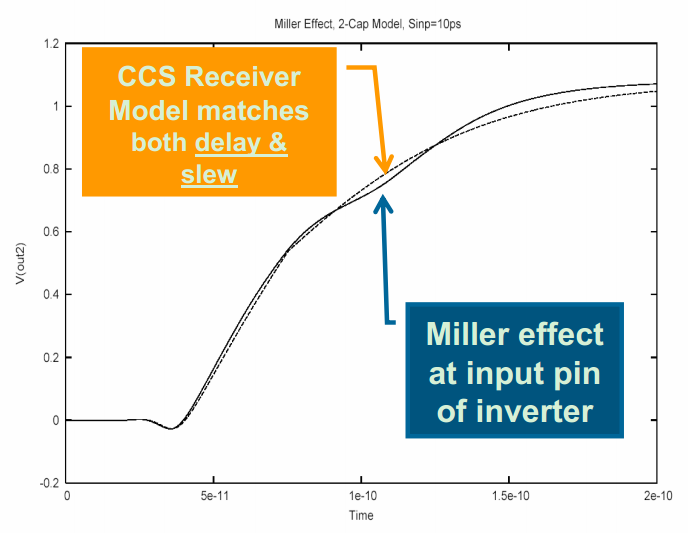 Miller Effect, 2-Cap Model, Sinp=10ps
1.2
CCS Receiver
Model matches
both delay &
slew
1
0.8
0.6
V(out2)
0.4
Miller effect
at input pin
of inverter
0.2
0
-0.2
0
5e-11
1e-10
1.5e-10
2e-10
Time